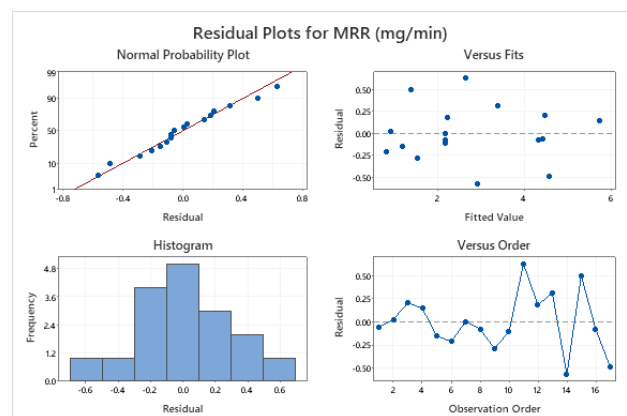 Residual Plots for MRR (mg/min)
Normal Probability Plot
99
90
50
10
1
Percent
-0.8 -0.4 0.0 0.4 0.8
Residual
Versus Fits
0.50
0.25
0.00
-0.25
-0.50
Residual
2 4 6
Fitted Value
Histogram
4.8
3.6
2.4
1.2
0.0
Frequency
-0.6 -0.4 -0.2 0.0 0.2 0.4 0.6
Residual
Versus Order
0.50
0.25
0.00
-0.25
-0.50
Residual
2 4 6 8 10 12 14 16
Observation Order